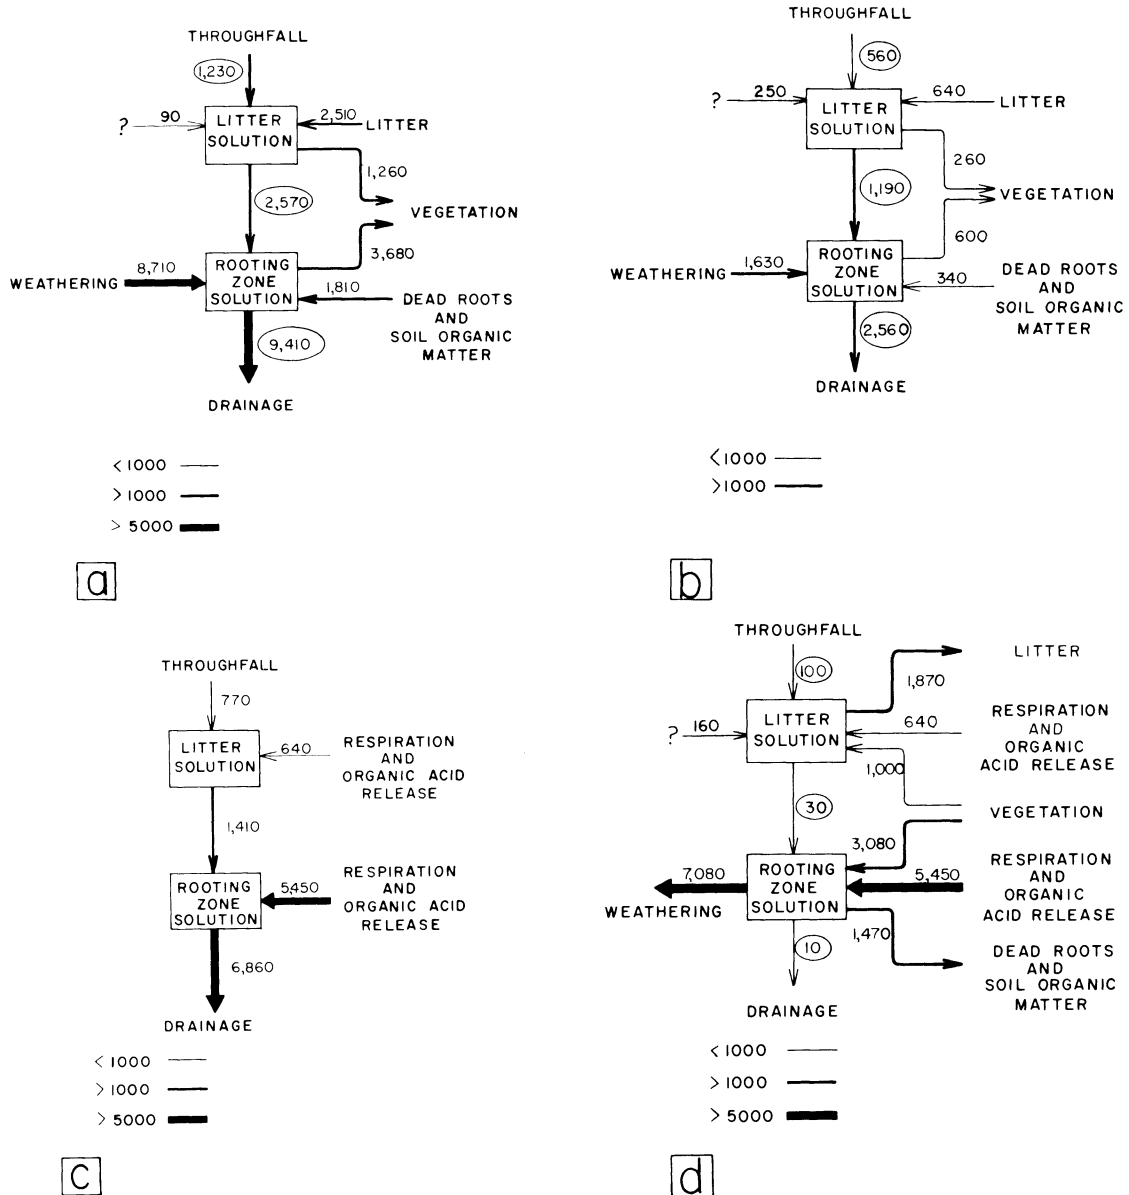 THROUGHFALL
1,230
? 90
LITTER
SOLUTION
2,510
LITTER
1,260
2,570
VEGETATION
3,680
WEATHERING 8,710
ROOTING
ZONE
SOLUTION
1,810
DEAD ROOTS
AND
SOIL ORGANIC
MATTER
9,410
DRAINAGE
<1000
>1000
> 5000
a
THROUGHFALL
560
? 250
LITTER
SOLUTION
640
LITTER
260
1,190
VEGETATION
600
WEATHERING 1,630
ROOTING
ZONE
SOLUTION
340
DEAD ROOTS
AND
SOIL ORGANIC
MATTER
2,560
DRAINAGE
<1000
>1000
b
THROUGHFALL
770
LITTER
SOLUTION
640
RESPIRATION
AND
ORGANIC ACID
RELEASE
1,410
ROOTING
ZONE
SOLUTION
5,450
RESPIRATION
AND
ORGANIC ACID
RELEASE
6,860
DRAINAGE
< 1000
> 1000
> 5000
c
THROUGHFALL
100
LITTER
1,870
? 160
LITTER
SOLUTION
640
RESPIRATION
AND
ORGANIC
ACID RELEASE
1,000
30
VEGETATION
3,080
7,080
WEATHERING
ROOTING
ZONE
SOLUTION
5,450
RESPIRATION
AND
ORGANIC
ACID RELEASE
1,470
10
DEAD ROOTS
AND
SOIL ORGANIC
MATTER
DRAINAGE
< 1000
> 1000
> 5000
d